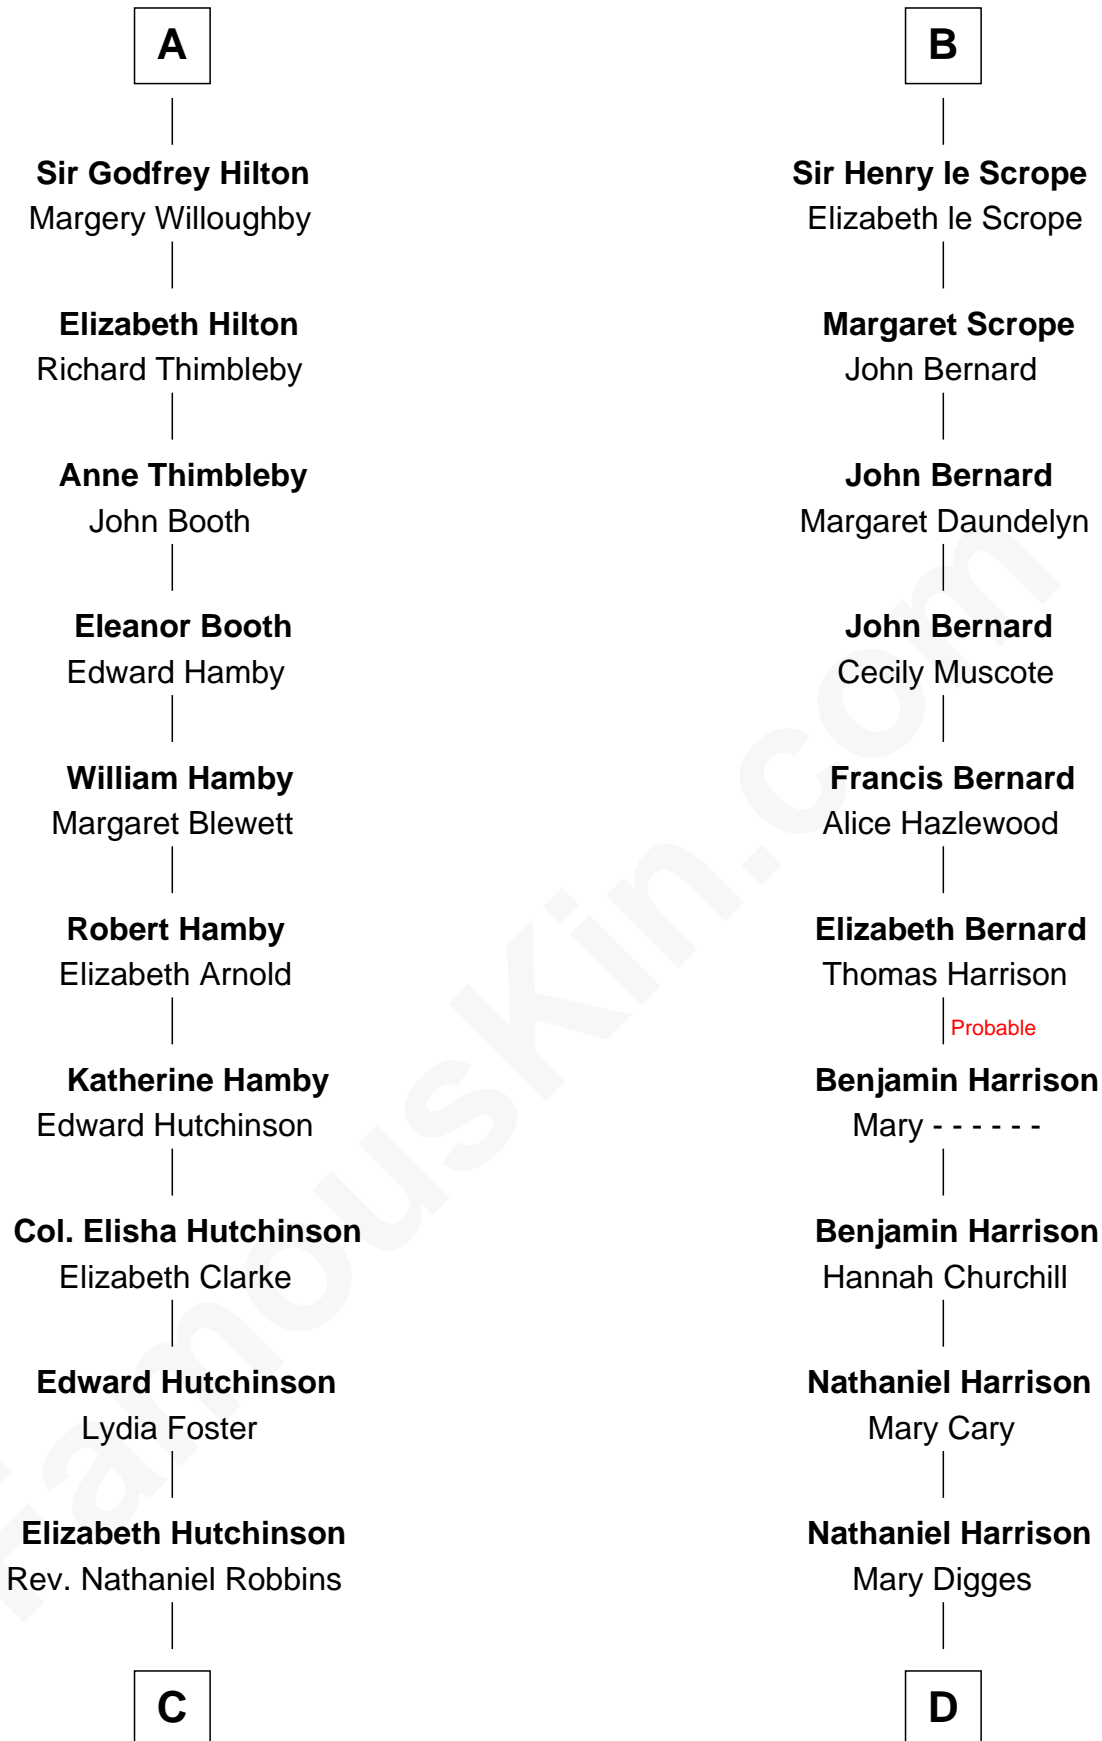 A
Sir Godfrey Hilton
Margery Willoughby
Elizabeth Hilton
Richard Thimbleby
Anne Thimbleby
John Booth
Eleanor Booth
Edward Hamby
William Hamby
Margaret Blewett
Robert Hamby
Elizabeth Arnold
Katherine Hamby
Edward Hutchinson
Col. Elisha Hutchinson
Elizabeth Clarke
Edward Hutchinson
Lydia Foster
Elizabeth Hutchinson
Rev. Nathaniel Robbins
C
B
Sir Henry le Scrope
Elizabeth le Scrope
Margaret Scrope
John Bernard
John Bernard
Margaret Daundelyn
John Bernard
Cecily Muscote
Francis Bernard
Alice Hazlewood
Elizabeth Bernard
Thomas Harrison
Probable
Benjamin Harrison
Mary - - - - - -
Benjamin Harrison
Hannah Churchill
Nathaniel Harrison
Mary Cary
Nathaniel Harrison
Mary Digges
D
FamousKin.com